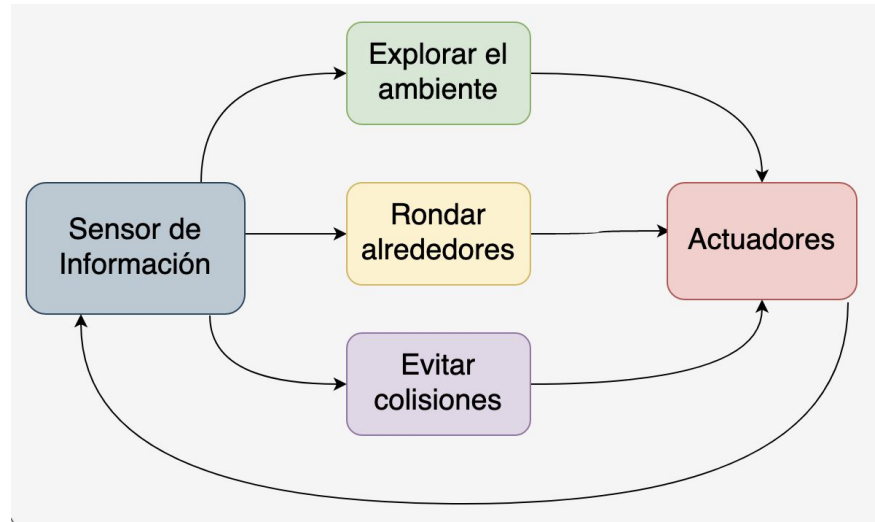 Explorar el
ambiente
Sensor de
Información
Rondar
alrededores
Actuadores
Evitar
colisiones